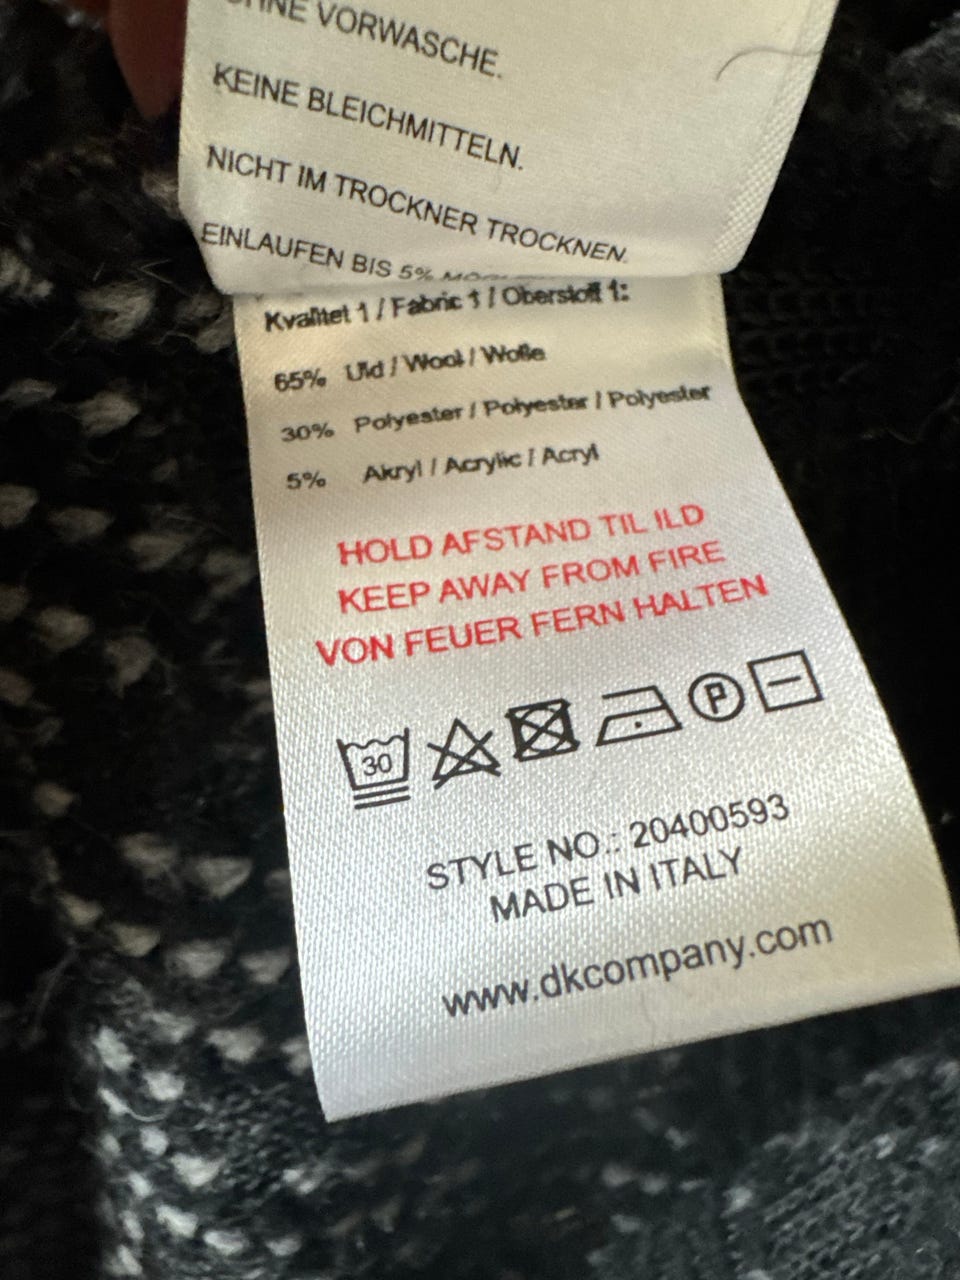 OHNE VORWASCHE.
KEINE BLEICHMITTELN.
NICHT IM TROCKNER TROCKNEN.
EINLAUFEN BIS 5%
Kvalitet 1 / Fabric 1 / Oberstoff 1:
65% Uld / Wool / Wolle
30% Polyester / Polyester / Polyester
5% Akryl / Acrylic / Acryl
HOLD AFSTAND TIL ILD
KEEP AWAY FROM FIRE
VON FEUER FERN HALTEN
30 P
STYLE NO.: 20400593
MADE IN ITALY
www.dkcompany.com